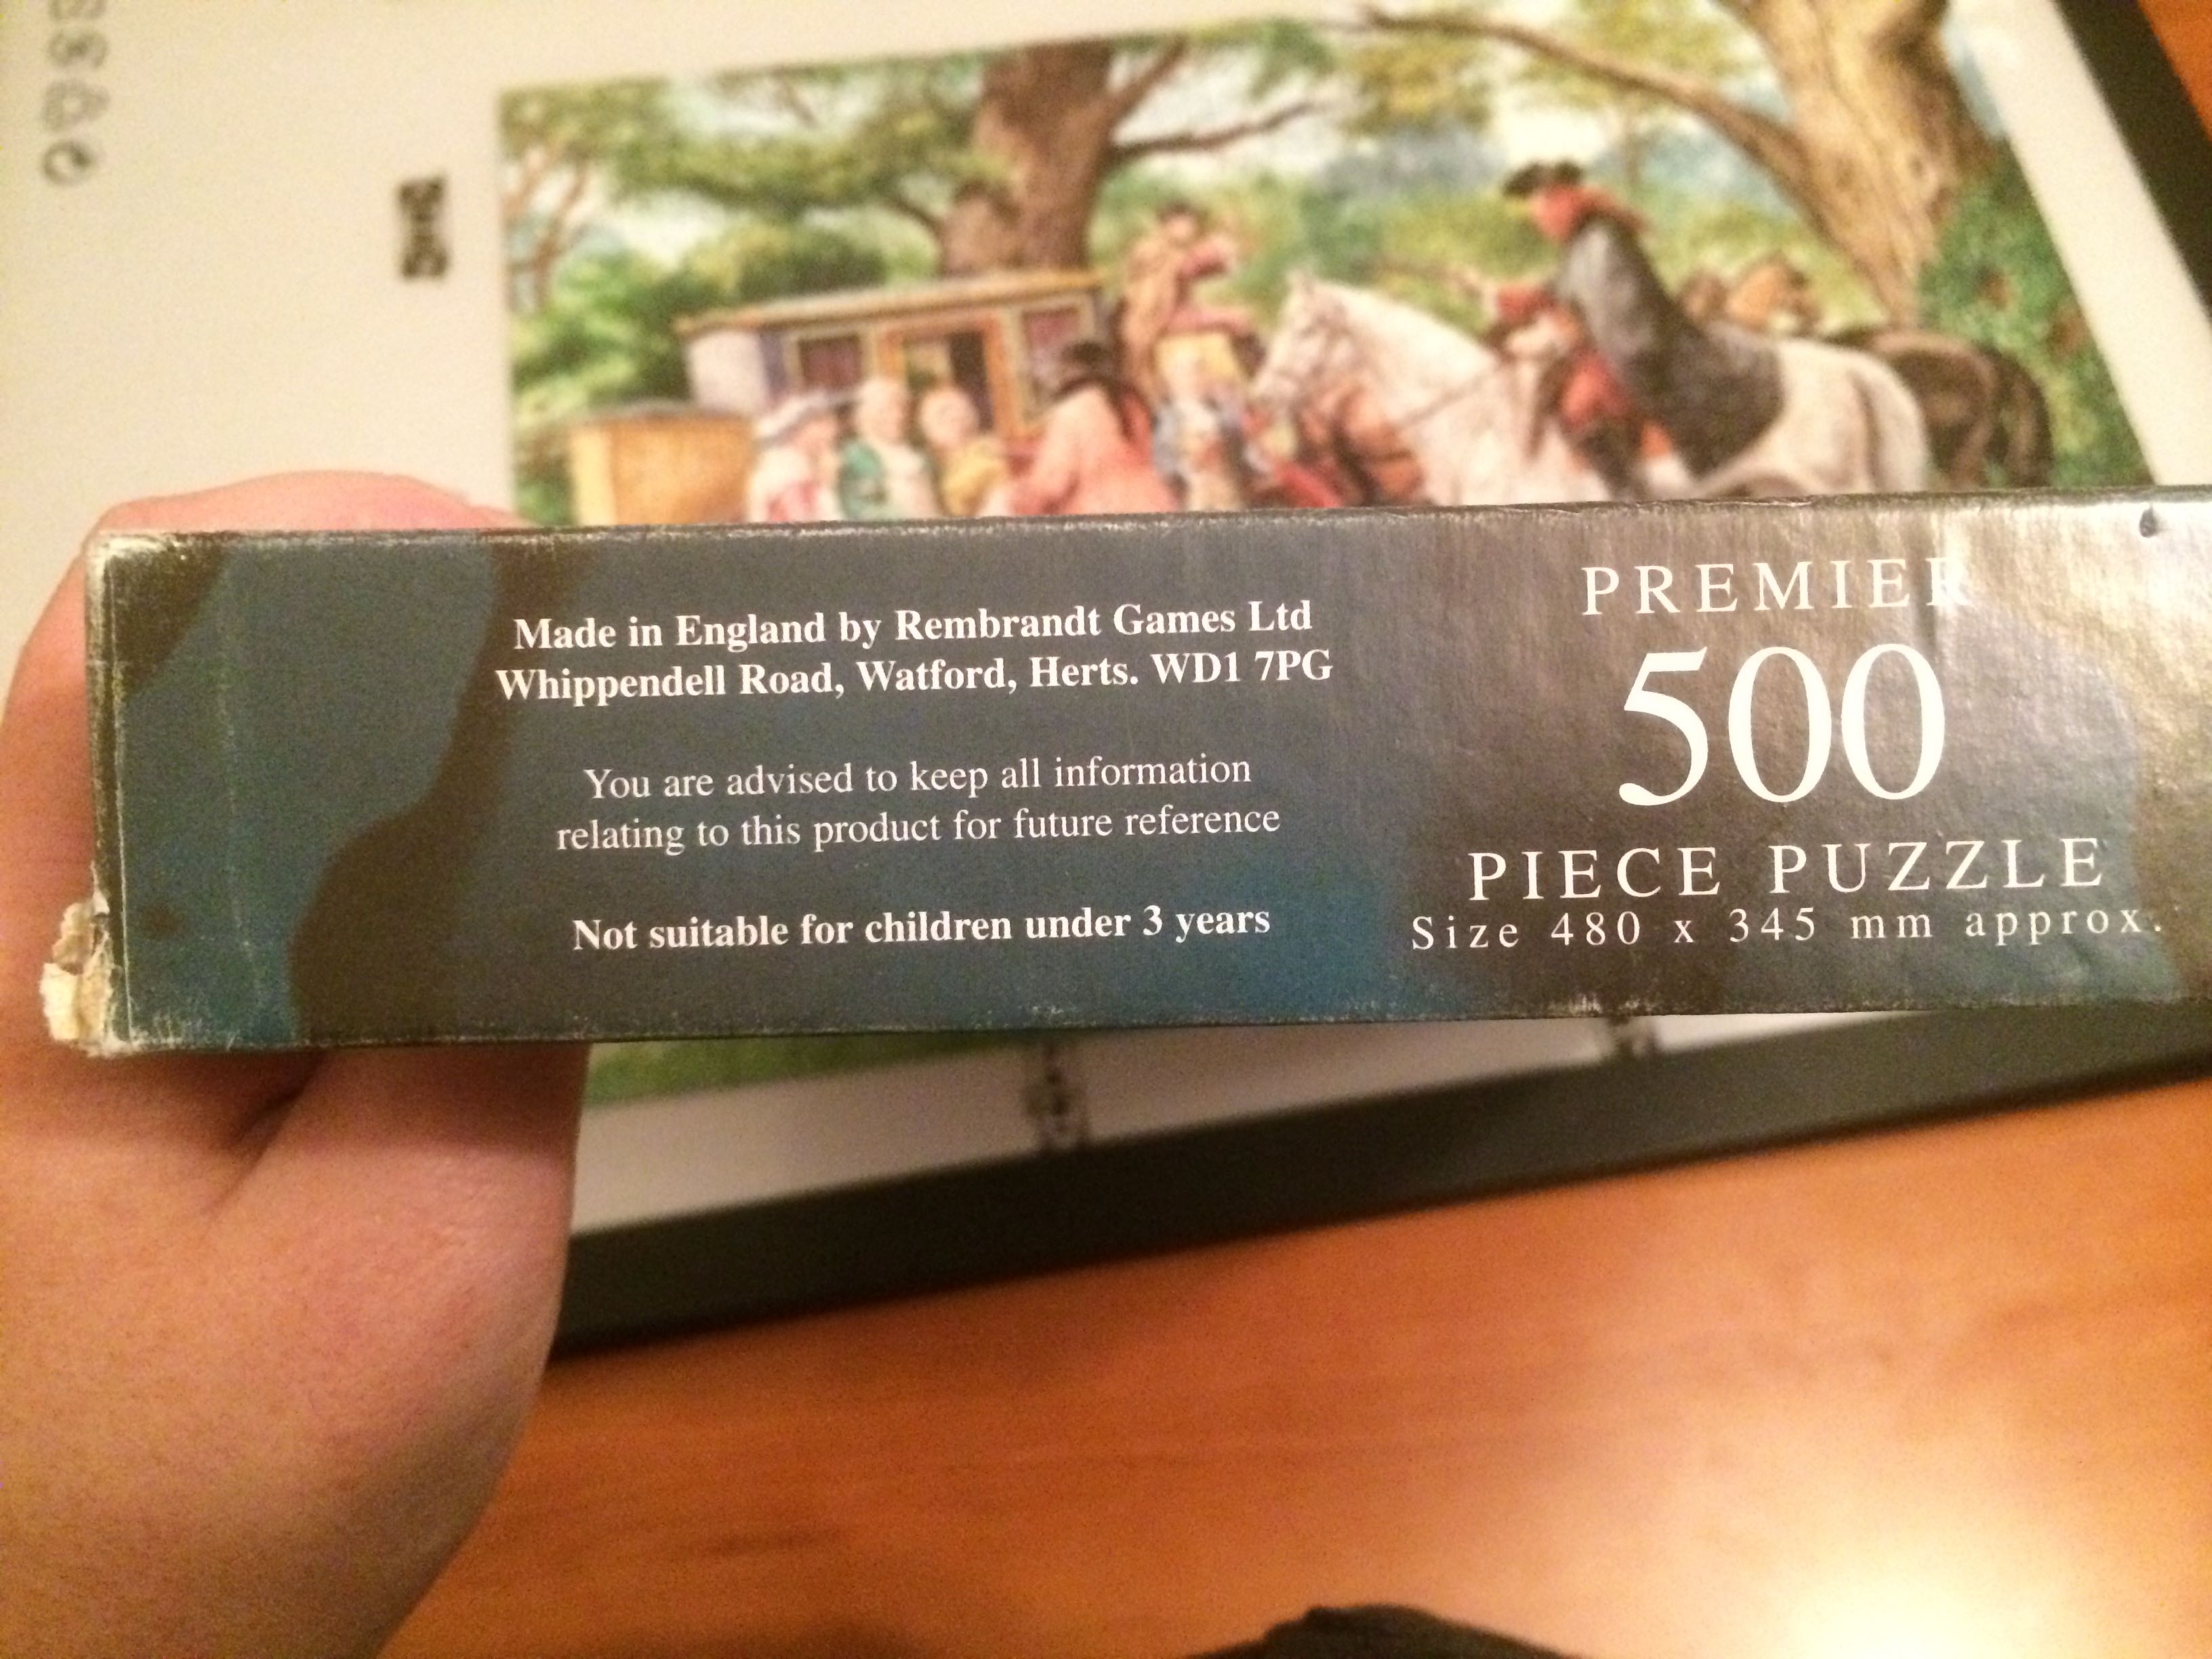 Made in England by Rembrandt Games Ltd
Whippendell Road, Watford, Herts. WD1 7PG
You are advised to keep all information
relating to this product for future reference
Not suitable for children under 3 years
PREMIER
500
PIECE PUZZLE
Size 480 x 345 mm approx.